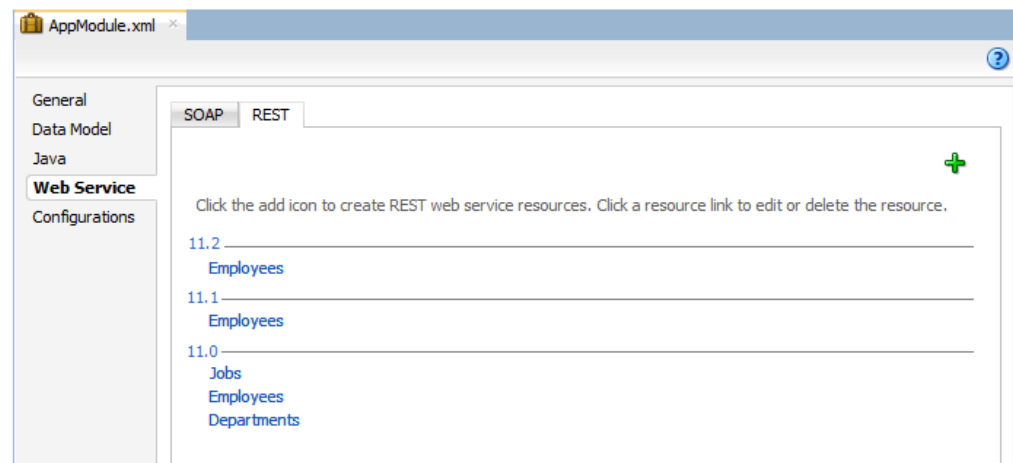 AppModule.xml
General
Data Model
Java
Web Service
Configurations
SOAP REST
Click the add icon to create REST web service resources. Click a resource link to edit or delete the resource.
11.2
Employees
11.1
Employees
11.0
Jobs
Employees
Departments